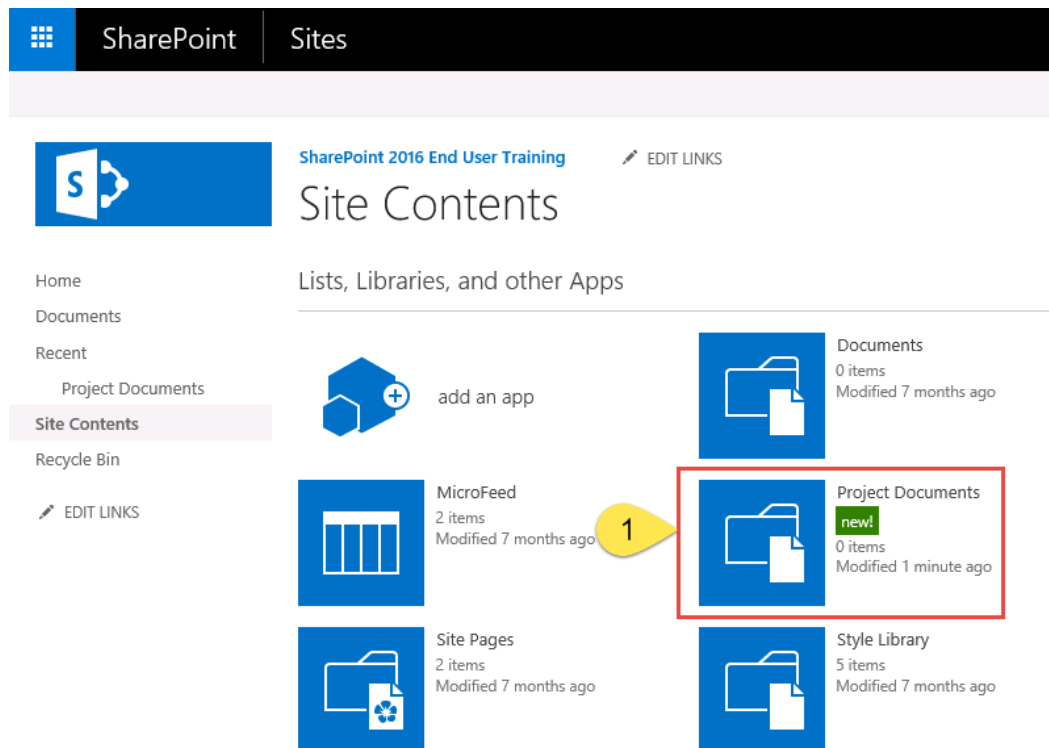 SharePoint
Sites
S
SharePoint 2016 End User Training
EDIT LINKS
Site Contents
Home
Documents
Recent
Project Documents
Site Contents
Recycle Bin
EDIT LINKS
Lists, Libraries, and other Apps
add an app
Documents
0 items
Modified 7 months ago
MicroFeed
2 items
Modified 7 months ago
1
Project Documents
new!
0 items
Modified 1 minute ago
Site Pages
2 items
Modified 7 months ago
Style Library
5 items
Modified 7 months ago